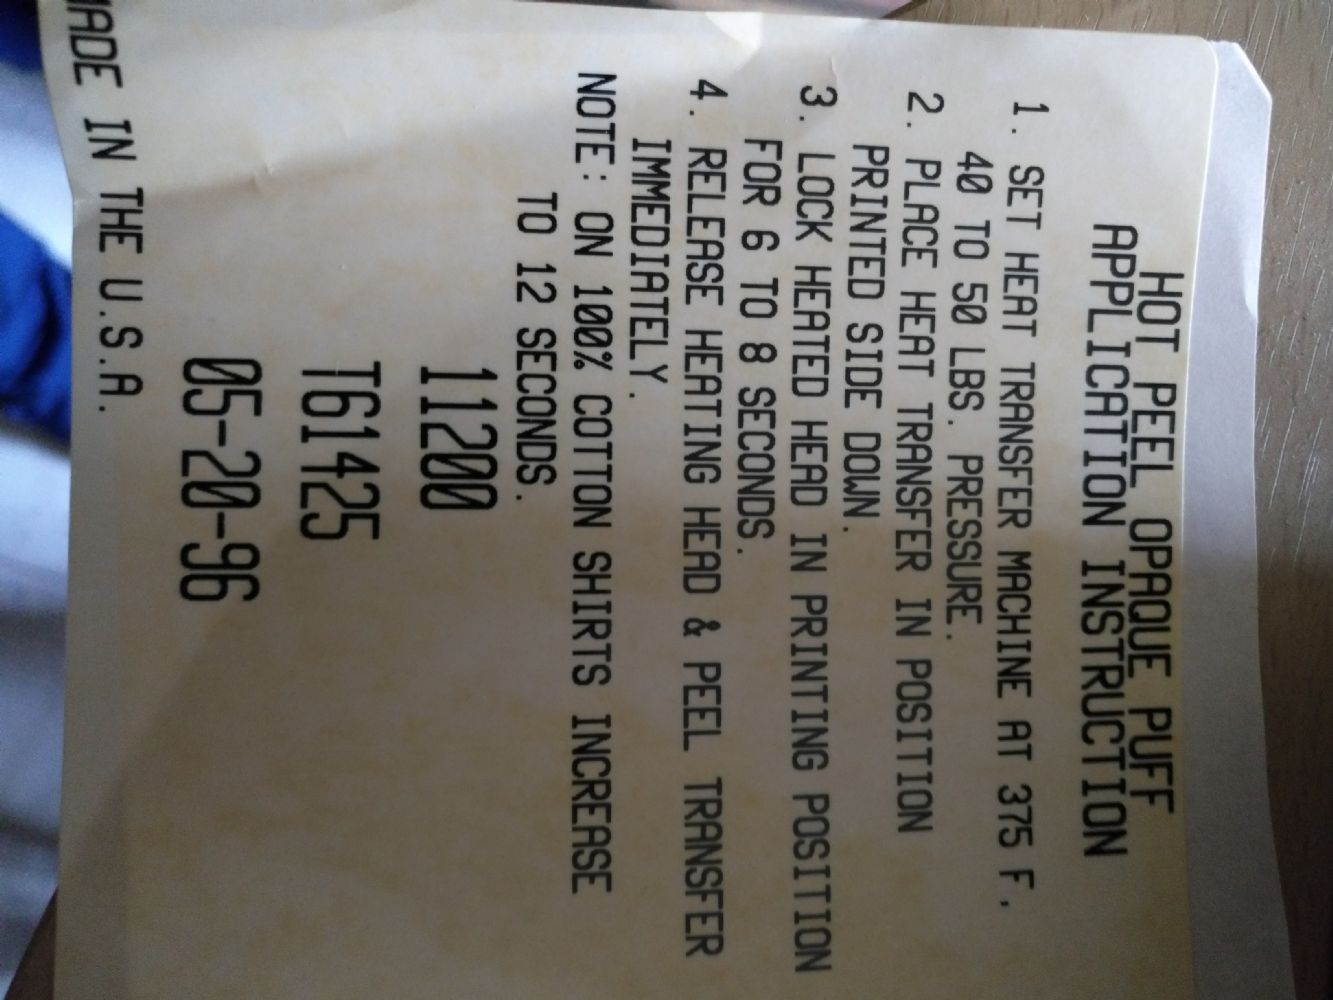 HOT PEEL OPAQUE PUFF
APPLICATION INSTRUCTION
1. SET HEAT TRANSFER MACHINE AT 375 F,
40 TO 50 LBS. PRESSURE.
2. PLACE HEAT TRANSFER IN POSITION
PRINTED SIDE DOWN.
3. LOCK HEATED HEAD IN PRINTING POSITION
FOR 6 TO 8 SECONDS.
4. RELEASE HEATING HEAD & PEEL TRANSFER
IMMEDIATELY.
NOTE: ON 100% COTTON SHIRTS INCREASE
TO 12 SECONDS.
11200
T61425
05-20-96
MADE IN THE U.S.A.